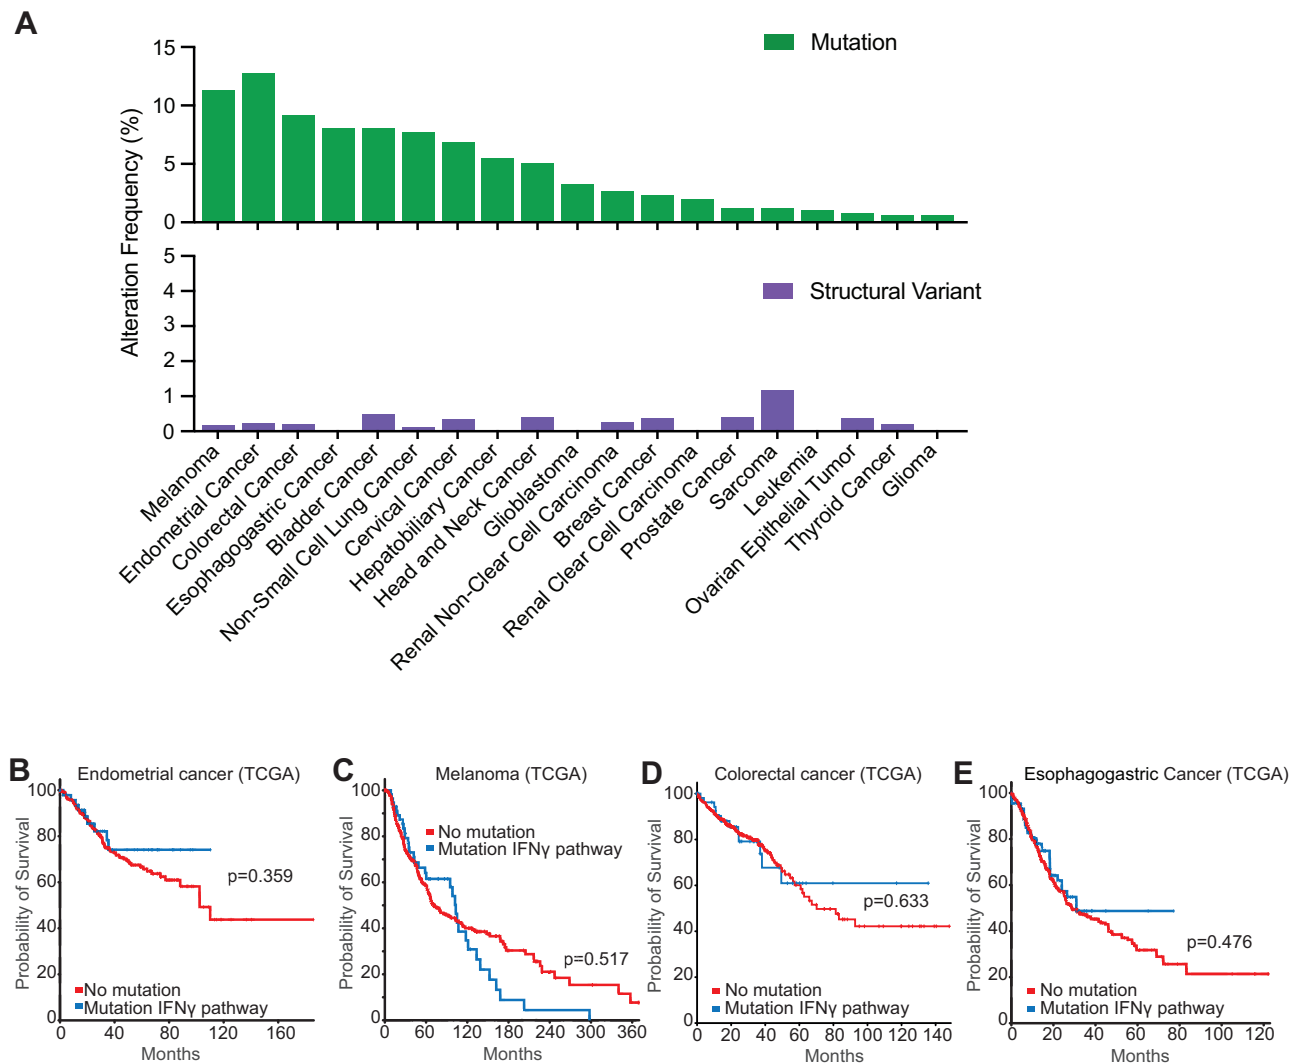 A
Mutation
15
10
5
0
Alteration Frequency (%)
Structural Variant
5
4
3
2
1
0
Melanoma
Endometrial Cancer
Colorectal Cancer
Esophagogastric Cancer
Bladder Cancer
Non-Small Cell Lung Cancer
Cervical Cancer
Hepatobiliary Cancer
Head and Neck Cancer
Glioblastoma
Renal Non-Clear Cell Carcinoma
Breast Cancer
Renal Clear Cell Carcinoma
Prostate Cancer
Sarcoma
Leukemia
Ovarian Epithelial Tumor
Thyroid Cancer
Glioma
B
Endometrial cancer (TCGA)
100
80
60
40
20
0
Probability of Survival
p=0.359
No mutation
Mutation IFNγ pathway
0 40 80 120 160
Months
C
Melanoma (TCGA)
100
80
60
40
20
0
Probability of Survival
No mutation
Mutation IFNγ pathway
p=0.517
0 60 120 180 240 300 360
Months
D
Colorectal cancer (TCGA)
100
80
60
40
20
0
Probability of Survival
p=0.633
No mutation
Mutation IFNγ pathway
0 20 40 60 80 100 120 140
Months
E
Esophagogastric Cancer (TCGA)
100
80
60
40
20
0
Probability of Survival
p=0.476
No mutation
Mutation IFNγ pathway
0 20 40 60 80 100 120
Months